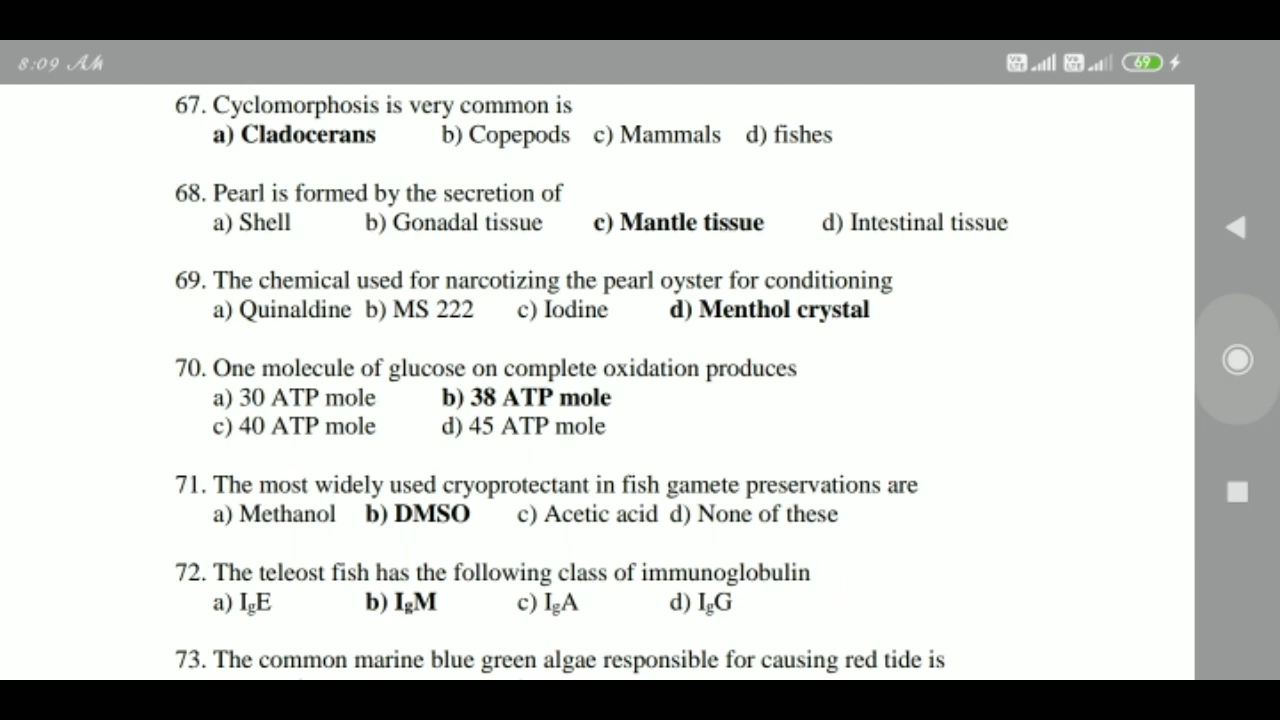 8:09 AM
69
67. Cyclomorphosis is very common is
a) Cladocerans b) Copepods c) Mammals d) fishes
68. Pearl is formed by the secretion of
a) Shell b) Gonadal tissue c) Mantle tissue d) Intestinal tissue
69. The chemical used for narcotizing the pearl oyster for conditioning
a) Quinaldine b) MS 222 c) Iodine d) Menthol crystal
70. One molecule of glucose on complete oxidation produces
a) 30 ATP mole b) 38 ATP mole
c) 40 ATP mole d) 45 ATP mole
71. The most widely used cryoprotectant in fish gamete preservations are
a) Methanol b) DMSO c) Acetic acid d) None of these
72. The teleost fish has the following class of immunoglobulin
a) IgE b) IgM c) IgA d) IgG
73. The common marine blue green algae responsible for causing red tide is